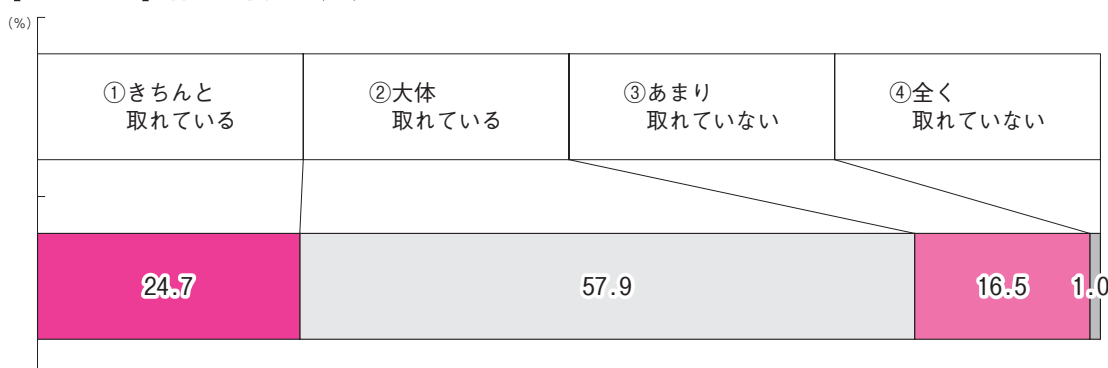 (%)
①きちんと
取れている
②大体
取れている
③あまり
取れていない
④全く
取れていない
24.7
57.9
16.5
1.0